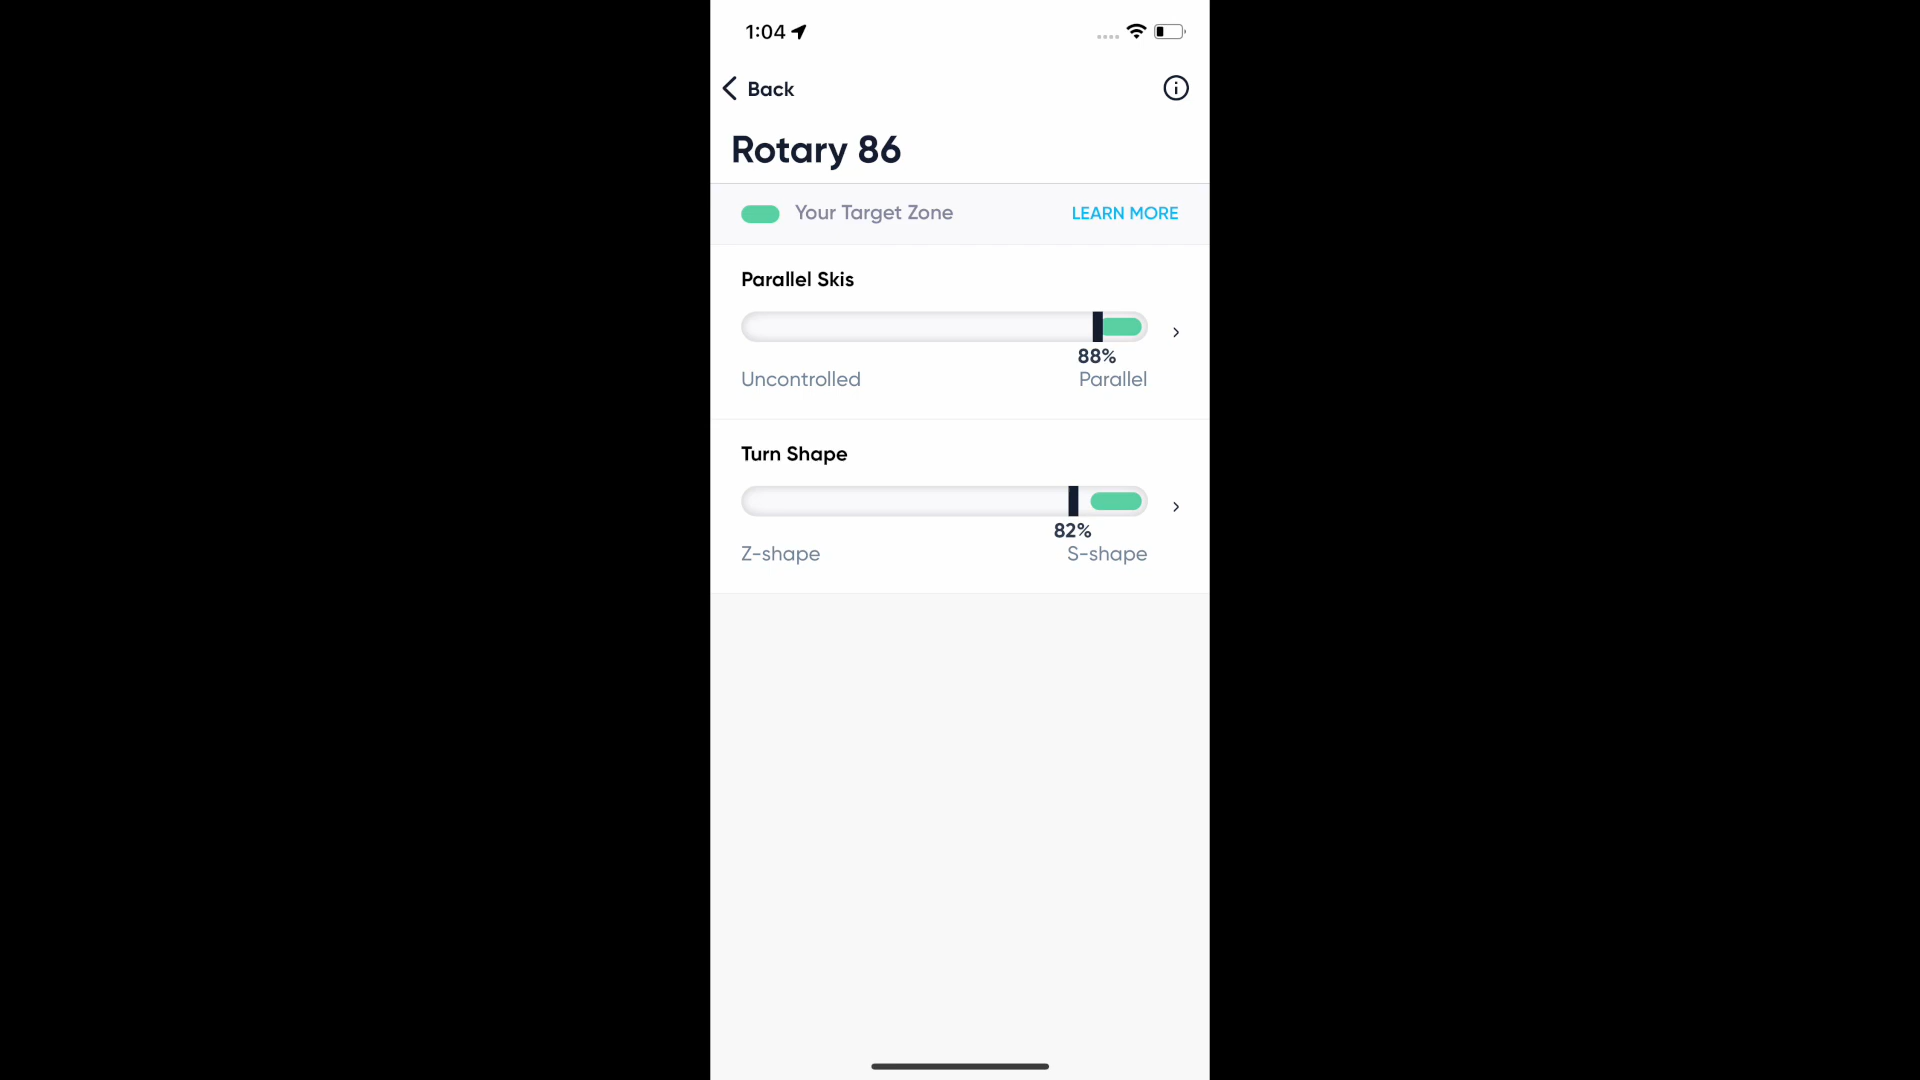 1:04
Back
Rotary 86
Your Target Zone LEARN MORE
Parallel Skis
88%
Uncontrolled Parallel
Turn Shape
82%
Z-shape S-shape